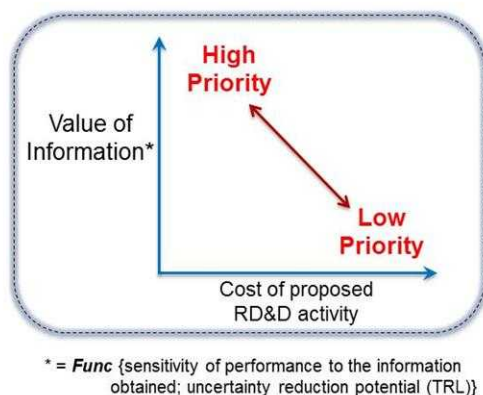 High
Priority
Value of
Information*
Low
Priority
Cost of proposed
RD&D activity
* = Func {sensitivity of performance to the information
obtained; uncertainty reduction potential (TRL)}